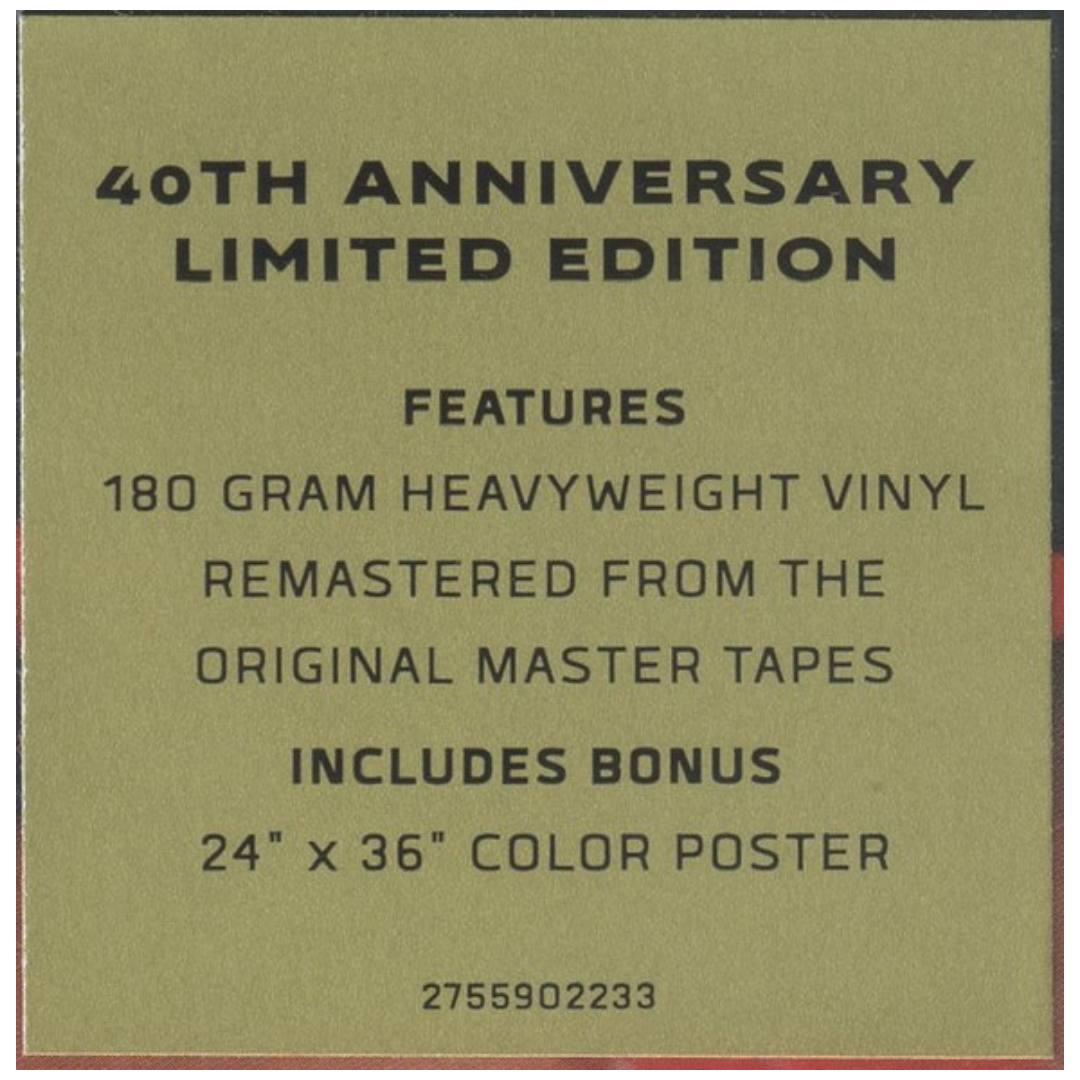 40TH ANNIVERSARY
LIMITED EDITION
FEATURES
180 GRAM HEAVYWEIGHT VINYL
REMASTERED FROM THE
ORIGINAL MASTER TAPES
INCLUDES BONUS
24" x 36" COLOR POSTER
2755902233